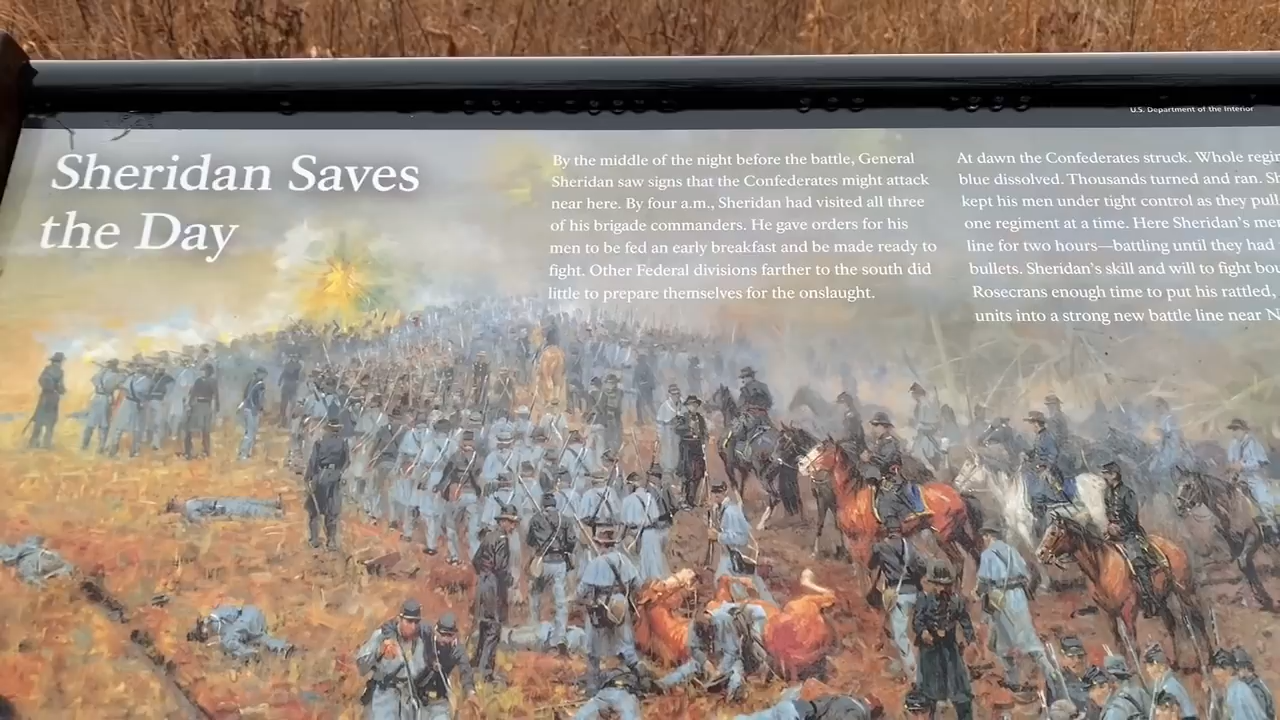 U.S. Department of the Interior
Sheridan Saves
the Day
By the middle of the night before the battle, General
Sheridan saw signs that the Confederates might attack
near here. By four a.m., Sheridan had visited all three
of his brigade commanders. He gave orders for his
men to be fed an early breakfast and be made ready to
fight. Other Federal divisions farther to the south did
little to prepare themselves for the onslaught.
At dawn the Confederates struck. Whole
blue dissolved. Thousands turned and ran.
kept his men under tight control as they
one regiment at a time. Here Sheridan's
line for two hours—battling until they had
bullets. Sheridan's skill and will to fight
Rosecrans enough time to put his rattled,
units into a strong new battle line near